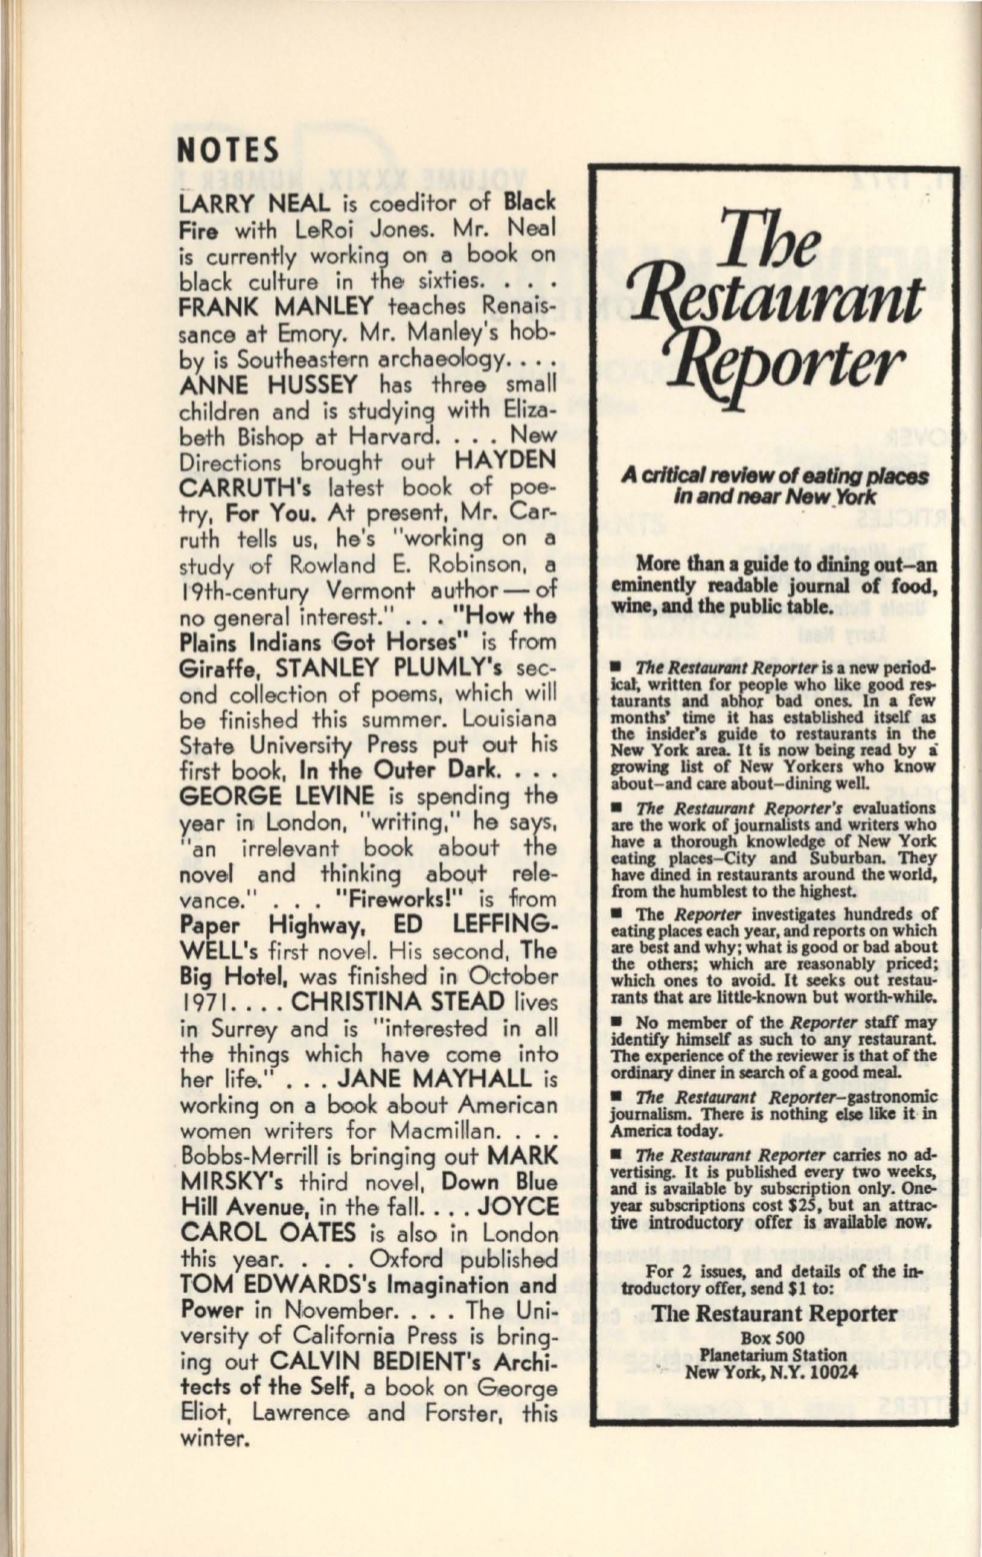 NOTES
LARRY NEAL is coeditor of Black
Fire with LeRoi Jones. Mr. Neal
is currently working on a book on
black culture in the sixties. . . .
FRANK MANLEY teaches Renais-
sance at Emory. Mr. Manley's hob-
by is Southeastern archaeology. . . .
ANNE HUSSEY has three small
children and is studying with Eliza-
beth Bishop at Harvard. . . . New
Directions brought out HAYDEN
CARRUTH's latest book of poe-
try, For You. At present, Mr. Car-
ruth tells us, he's "working on a
study of Rowland E. Robinson, a
19th-century Vermont author — of
no general interest." . . . "How the
Plains Indians Got Horses" is from
Giraffe, STANLEY PLUMLY's sec-
ond collection of poems, which will
be finished this summer. Louisiana
State University Press put out his
first book, In the Outer Dark. . . .
GEORGE LEVINE is spending the
year in London, "writing," he says,
"an irrelevant book about the
novel and thinking about rele-
vance." . . . "Fireworks!" is from
Paper Highway, ED LEFFING-
WELL's first novel. His second, The
Big Hotel, was finished in October
1971. . . . CHRISTINA STEAD lives
in Surrey and is "interested in all
the things which have come into
her life." . . . JANE MAYHALL is
working on a book about American
women writers for Macmillan. . . .
Bobbs-Merrill is bringing out MARK
MIRSKY's third novel, Down Blue
Hill Avenue, in the fall. . . . JOYCE
CAROL OATES is also in London
this year. . . . Oxford published
TOM EDWARDS's Imagination and
Power in November. . . . The Uni-
versity of California Press is bring-
ing out CALVIN BEDIENT's Archi-
tects of the Self, a book on George
Eliot, Lawrence and Forster, this
winter.
The
Restaurant
Reporter
A critical review of eating places
in and near New York
More than a guide to dining out—an
eminently readable journal of food,
wine, and the public table.
■ The Restaurant Reporter is a new period-
ical, written for people who like good res-
taurants and abhor bad ones. In a few
months' time it has established itself as
the insider's guide to restaurants in the
New York area. It is now being read by a
growing list of New Yorkers who know
about—and care about—dining well.
■ The Restaurant Reporter's evaluations
are the work of journalists and writers who
have a thorough knowledge of New York
eating places—City and Suburban. They
have dined in restaurants around the world,
from the humblest to the highest.
■ The Reporter investigates hundreds of
eating places each year, and reports on which
are best and why; what is good or bad about
the others; which are reasonably priced;
which ones to avoid. It seeks out restau-
rants that are little-known but worth-while.
■ No member of the Reporter staff may
identify himself as such to any restaurant.
The experience of the reviewer is that of the
ordinary diner in search of a good meal.
■ The Restaurant Reporter—gastronomic
journalism. There is nothing else like it in
America today.
■ The Restaurant Reporter carries no ad-
vertising. It is published every two weeks,
and is available by subscription only. One-
year subscriptions cost $25, but an attrac-
tive introductory offer is available now.
For 2 issues, and details of the in-
troductory offer, send $1 to:
The Restaurant Reporter
Box 500
Planetarium Station
New York, N.Y. 10024